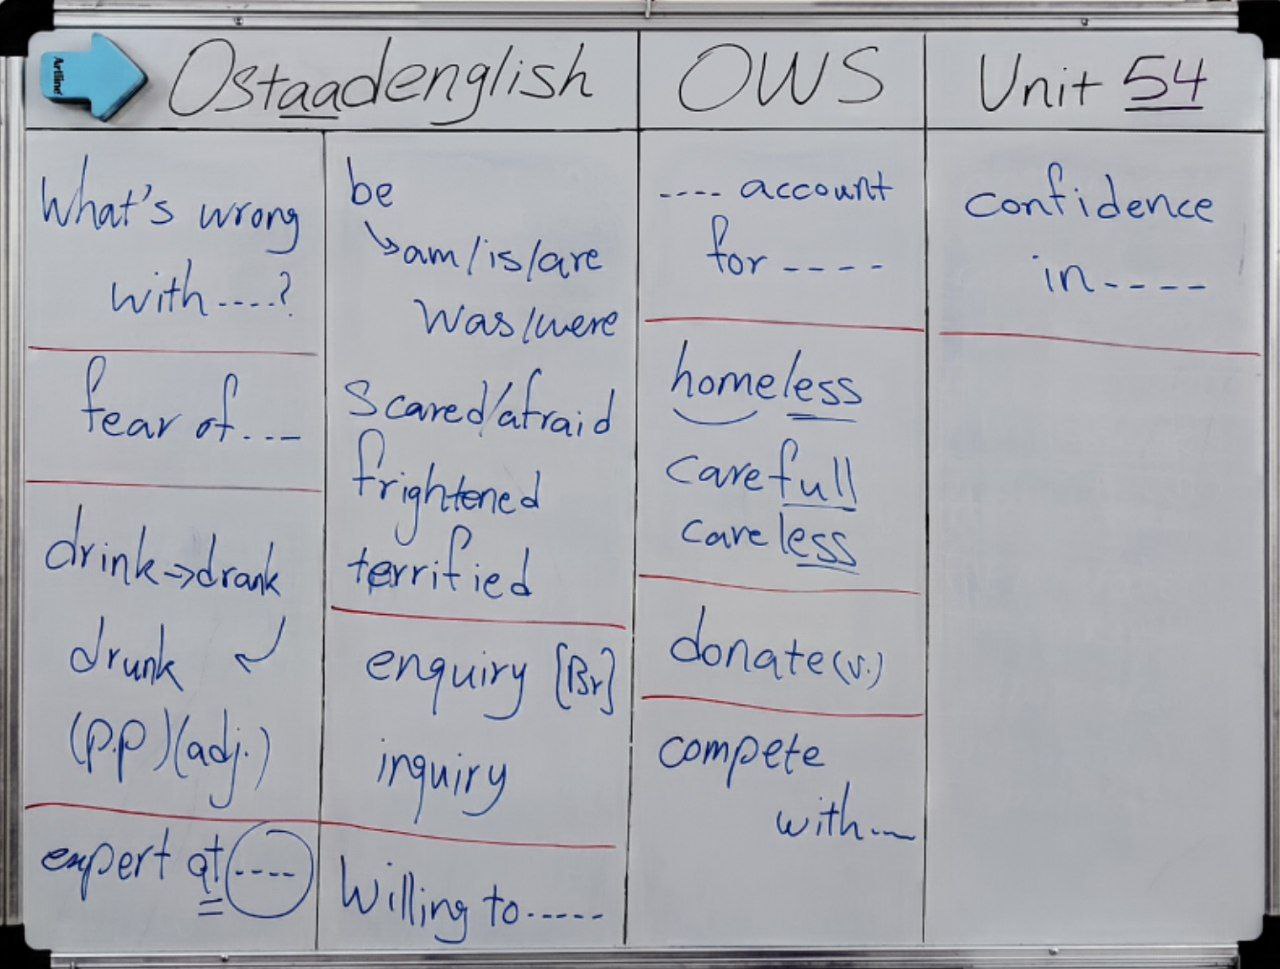 Artline
Ostaadenglish
OWS
Unit 54
What's wrong
with ....?
fear of ....
drink → drank
drunk
(p.p) (adj.)
expert at ....
be
am/is/are
was/were
Scared/afraid
frightened
terrified
enquiry [Br]
inquiry
Willing to .....
---- account
for ----
homeless
carefull
careless
donate (v.)
compete
with ...
confidence
in ----